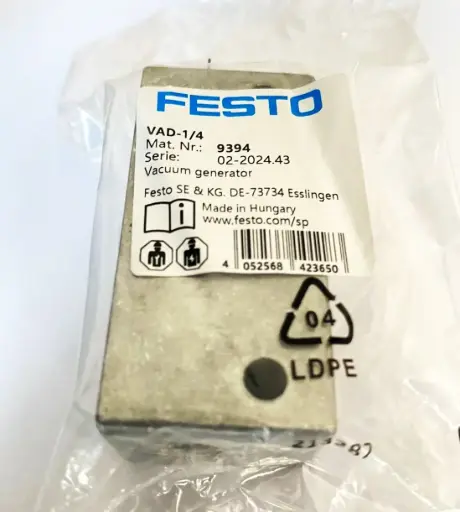 FESTO
VAD-1/4
Mat. Nr.: 9394
Serie: 02-2024.43
Vacuum generator
Festo SE & KG. DE-73734 Esslingen
Made in Hungary
www.festo.com/sp
4 052568 423650
04
LDPE